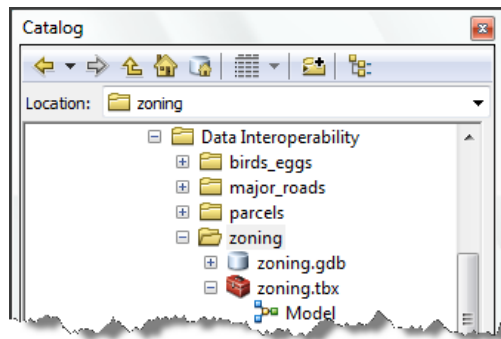 Catalog
Location: zoning
Data Interoperability
birds_eggs
major_roads
parcels
zoning
zoning.gdb
zoning.tbx
Model